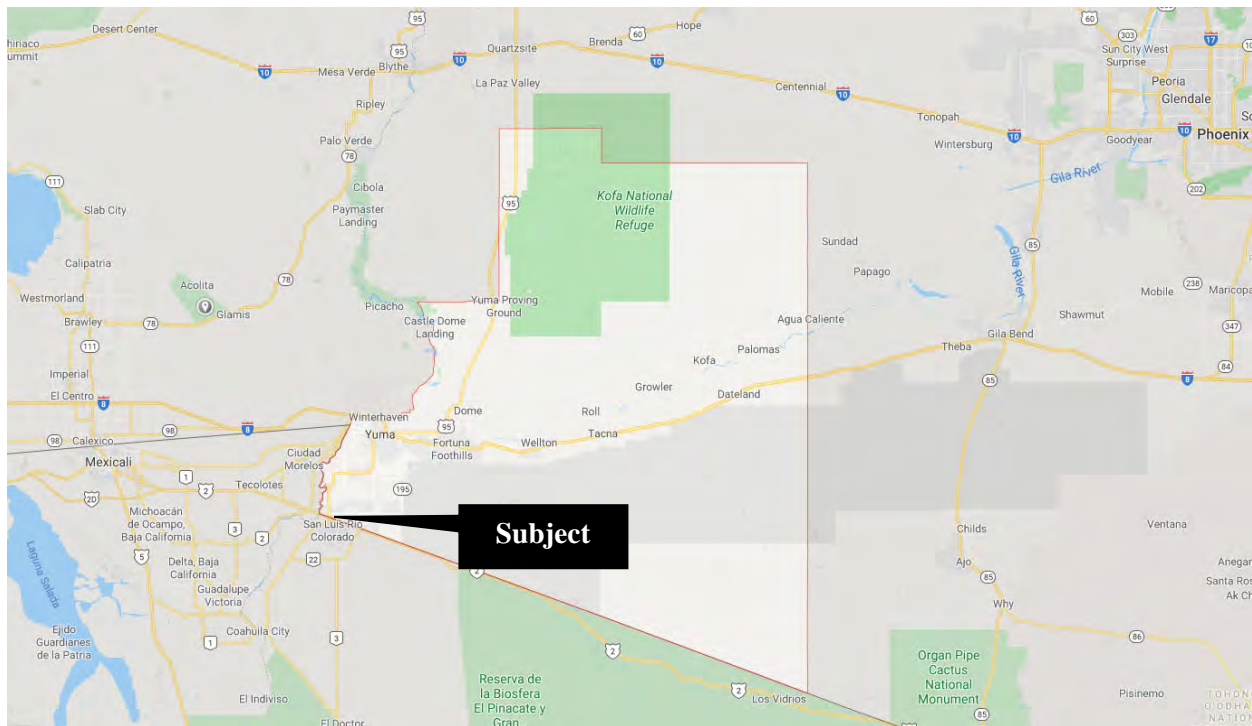 95
Hope
60
60
303
17
Desert Center
Brenda
Sun City West
Surprise
Quartzsite
95
10
Mesa Verde
Blythe
10
10
La Paz Valley
Centennial
10
Peoria
Glendale
Ripley
Tonopah
10
10
Phoenix
Palo Verde
78
Wintersburg
Goodyear
Gila River
202
111
Cibola
Slab City
Paymaster
Landing
95
Kofa National
Wildlife
Refuge
Calipatria
78
Sundad
85
Gila River
Papago
Acolita
238
Westmorland
Glamis
Picacho
Yuma Proving
Ground
Mobile
Maricopa
Brawley
78
Castle Dome
Landing
Agua Caliente
Shawmut
347
111
Gila Bend
Palomas
Theba
Kofa
Imperial
85
8
84
El Centro
8
Growler
Dateland
Winterhaven
Dome
Roll
98
98
8
Calexico
Yuma
95
Tacna
Mexicali
Ciudad
Morelos
Fortuna
Foothills
Wellton
1
Tecolotes
2
195
2D
Michoacán
de Ocampo,
Baja California
San Luis Río
Colorado
Subject
3
2
Childs
Ventana
5
Delta, Baja
California
22
Ajo
Laguna Salada
2
85
Guadalupe
Victoria
Why
Coahuila City
1
3
86
Ejido
Guardianes
de la Patria
2
Organ Pipe
Cactus
National
Monument
Reserva de
la Biosfera
El Pinacate y
Gran
El Indiviso
2
Los Vidrios
Pisinemo
El Doctor
85